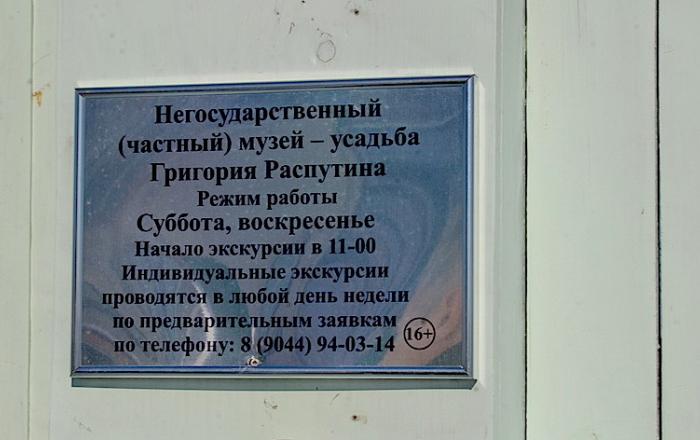 Негосударственный
(частный) музей – усадьба
Григория Распутина
Режим работы
Суббота, воскресенье
Начало экскурсии в 11-00
Индивидуальные экскурсии
проводятся в любой день недели
по предварительным заявкам
по телефону: 8 (9044) 94-03-14
16+